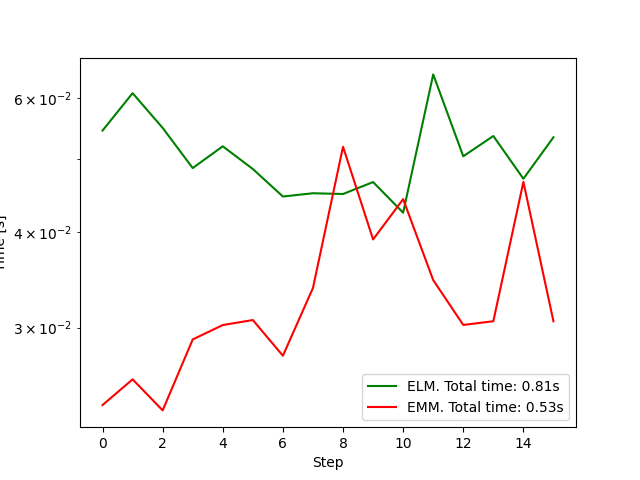 6 × 10⁻²
4 × 10⁻²
3 × 10⁻²
Time [s]
0 2 4 6 8 10 12 14
Step
ELM. Total time: 0.81s
EMM. Total time: 0.53s